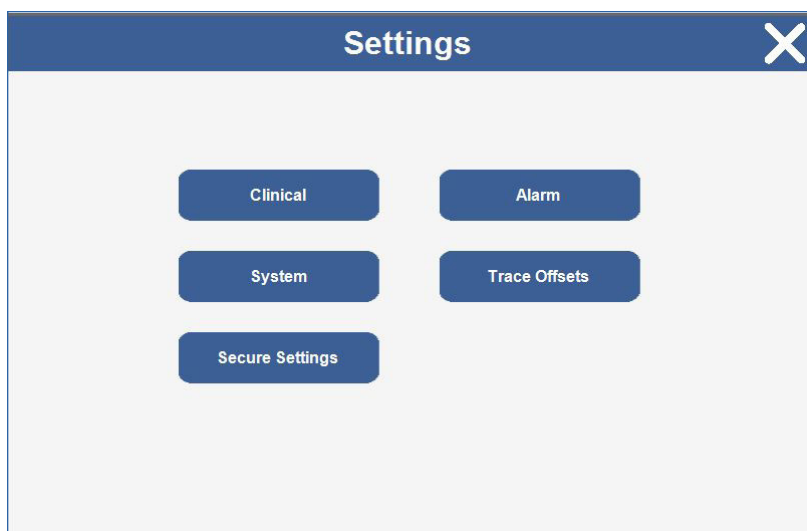 Settings
Clinical
Alarm
System
Trace Offsets
Secure Settings